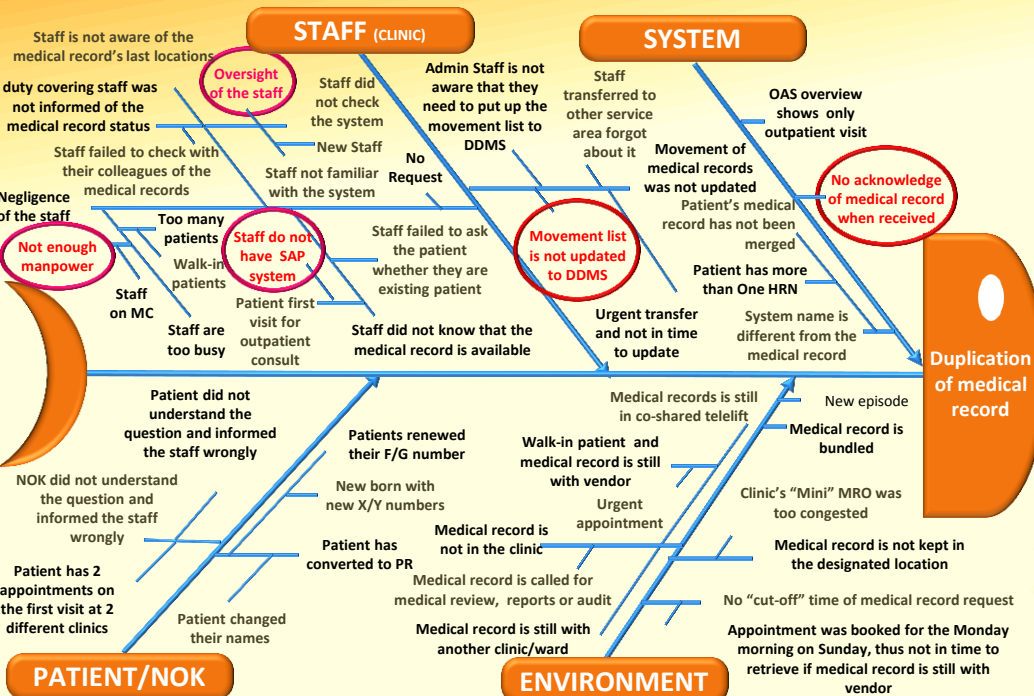 STAFF (CLINIC)
SYSTEM
Staff is not aware of the
medical record's last locations
Oversight
of the staff
duty covering staff was
not informed of the
medical record status
Staff did
not check
the system
New Staff
Staff failed to check with
their colleagues of the
medical records
Staff not familiar
with the system
Admin Staff is not
aware that they
need to put up the
movement list to
DDMS
No
Request
Staff
transferred to
other service
area forgot
about it
OAS overview
shows only
outpatient visit
Movement of
medical records
was not updated
No acknowledge
of medical record
when received
Patient's medical
record has not been
merged
Negligence
of the staff
Not enough
manpower
Too many
patients
Walk-in
patients
Staff
on MC
Staff are
too busy
Staff do not
have SAP
system
Patient first
visit for
outpatient
consult
Staff failed to ask
the patient
whether they are
existing patient
Staff did not know that the
medical record is available
Movement list
is not updated
to DDMS
Urgent transfer
and not in time
to update
Patient has more
than One HRN
System name is
different from the
medical record
Duplication
of medical
record
Patient did not
understand the
question and informed
the staff wrongly
Patients renewed
their F/G number
NOK did not understand
the question and
informed the staff
wrongly
New born with
new X/Y numbers
Patient has
converted to PR
Patient has 2
appointments on
the first visit at 2
different clinics
Patient changed
their names
Medical records is still
in co-shared telelift
New episode
Medical record is
bundled
Walk-in patient and
medical record is still
with vendor
Urgent
appointment
Clinic's “Mini” MRO was
too congested
Medical record is
not in the clinic
Medical record is not kept in
the designated location
Medical record is called for
medical review, reports or audit
No “cut-off” time of medical record request
Medical record is still with
another clinic/ward
Appointment was booked for the Monday
morning on Sunday, thus not in time to
retrieve if medical record is still with
vendor
PATIENT/NOK
ENVIRONMENT